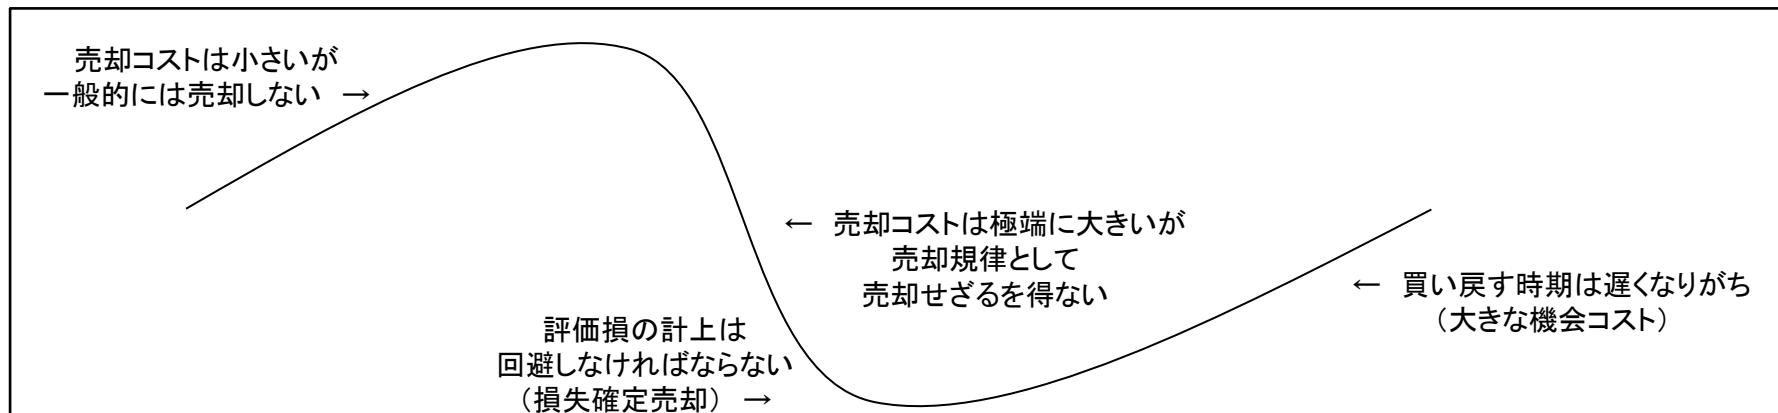 売却コストは小さいが
一般的には売却しない →
← 売却コストは極端に大きいが
売却規律として
売却せざるを得ない
← 買い戻す時期は遅くなりがち
（大きな機会コスト）
評価損の計上は
回避しなければならない
（損失確定売却） →